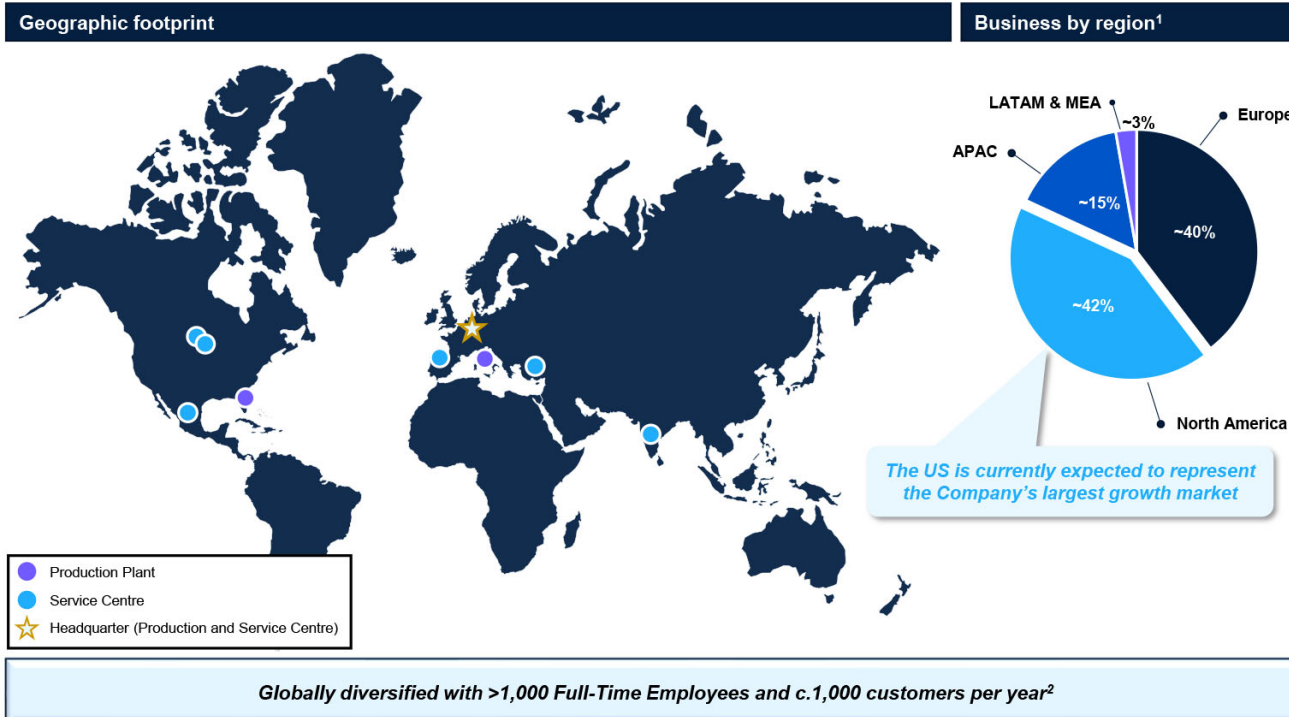 Geographic footprint
Business by region¹
LATAM & MEA
~3%
Europe
APAC
~15%
~40%
~42%
North America
The US is currently expected to represent
the Company's largest growth market
Production Plant
Service Centre
Headquarter (Production and Service Centre)
Globally diversified with >1,000 Full-Time Employees and c.1,000 customers per year²